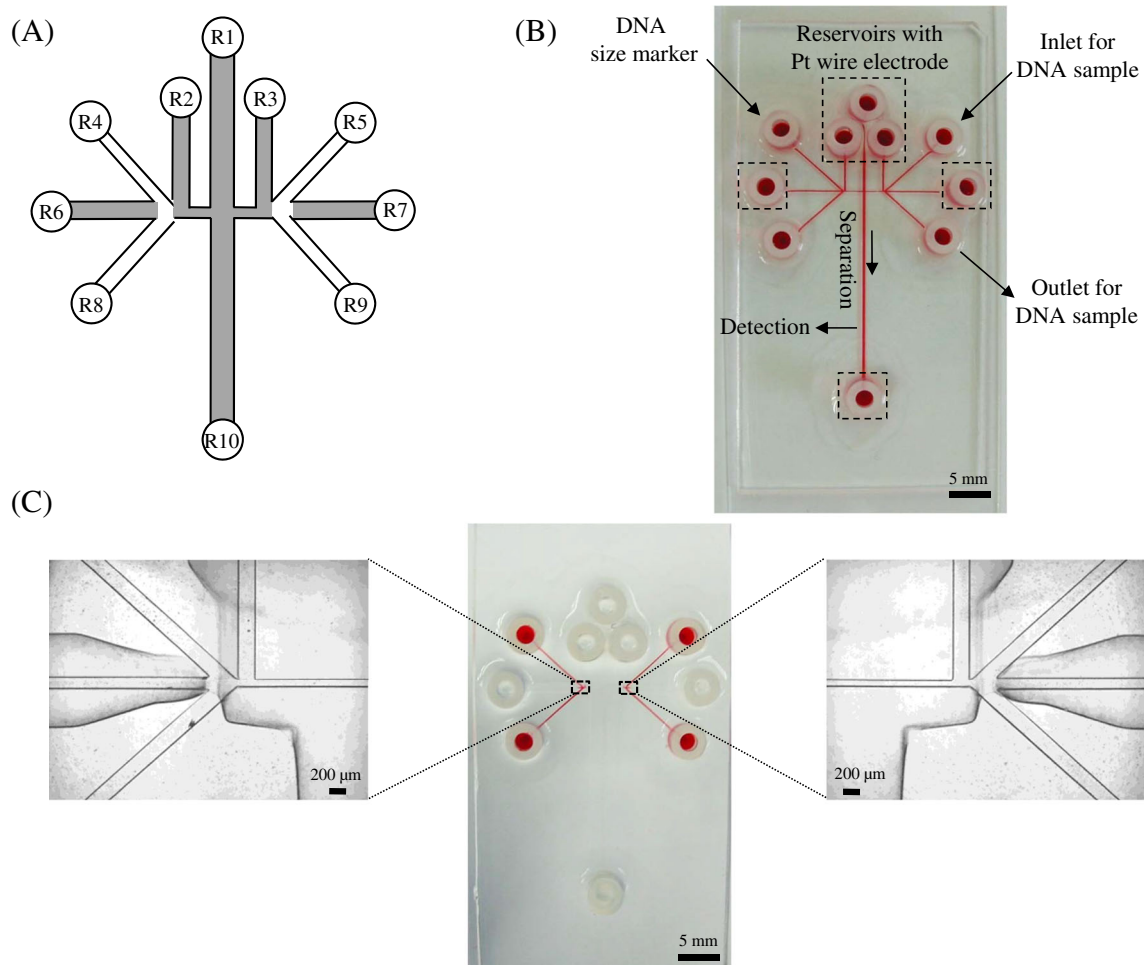 (A)
R1
R2
R3
R4
R5
R6
R7
R8
R9
R10
(B)
DNA
size marker
Reservoirs with
Pt wire electrode
Inlet for
DNA sample
Separation
Detection
Outlet for
DNA sample
5 mm
(C)
200 µm
5 mm
200 µm